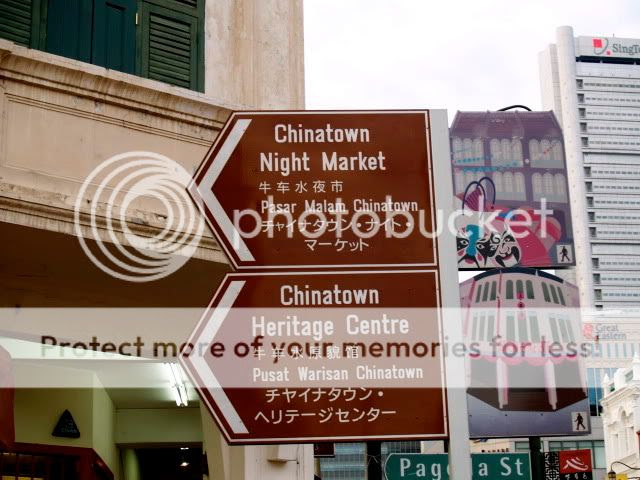 Chinatown
Night Market
牛车水夜市
Pasar Malam Chinatown
チャイナタウン・ナイト・
マーケット
Chinatown
Heritage Centre
牛车水原貌馆
Pusat Warisan Chinatown
チャイナタウン・
ヘリテージセンター
photobucket
Protect more of your memories for less!
SingTe
Great
Eastern
Pagoda St